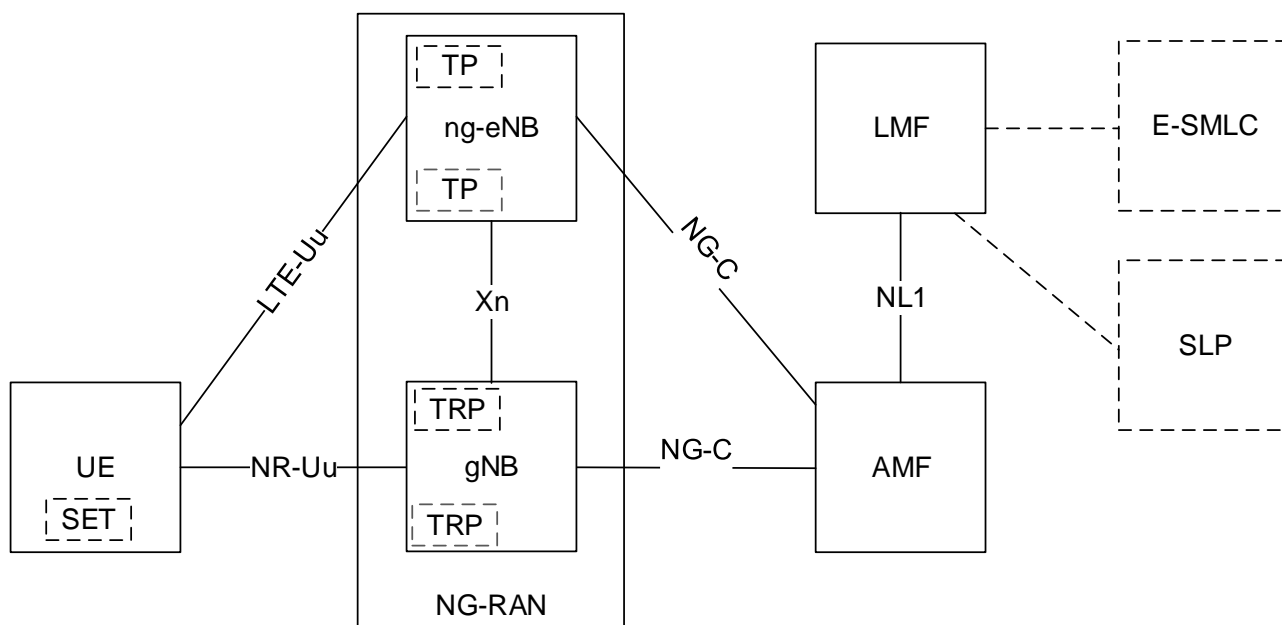 TP
ng-eNB
TP
LMF
E-SMLC
LTE-Uu
Xn
NG-C
NL1
SLP
UE
SET
NR-Uu
TRP
gNB
TRP
NG-C
AMF
NG-RAN